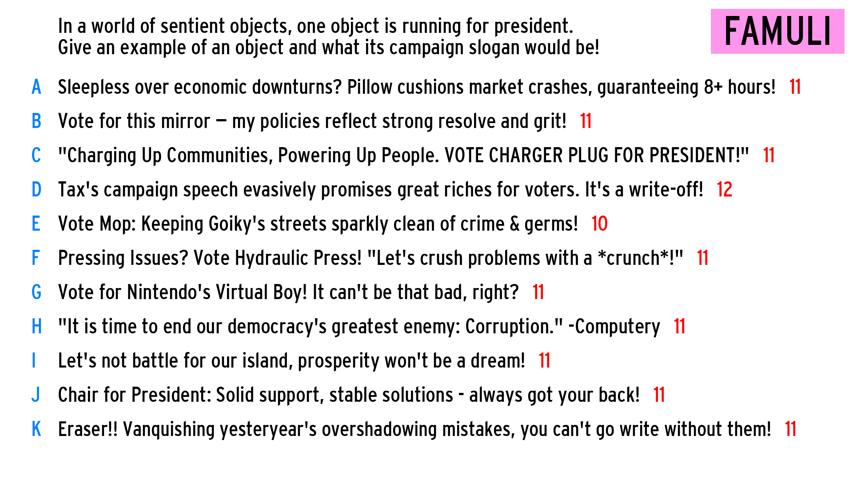 In a world of sentient objects, one object is running for president.
Give an example of an object and what its campaign slogan would be!
FAMULI
A Sleepless over economic downturns? Pillow cushions market crashes, guaranteeing 8+ hours! 11
B Vote for this mirror – my policies reflect strong resolve and grit! 11
C "Charging Up Communities, Powering Up People. VOTE CHARGER PLUG FOR PRESIDENT!" 11
D Tax's campaign speech evasively promises great riches for voters. It's a write-off! 12
E Vote Mop: Keeping Goiky's streets sparkly clean of crime & germs! 10
F Pressing Issues? Vote Hydraulic Press! "Let's crush problems with a *crunch*!" 11
G Vote for Nintendo's Virtual Boy! It can't be that bad, right? 11
H "It is time to end our democracy's greatest enemy: Corruption." -Computery 11
I Let's not battle for our island, prosperity won't be a dream! 11
J Chair for President: Solid support, stable solutions - always got your back! 11
K Eraser!! Vanquishing yesteryear's overshadowing mistakes, you can't go write without them! 11